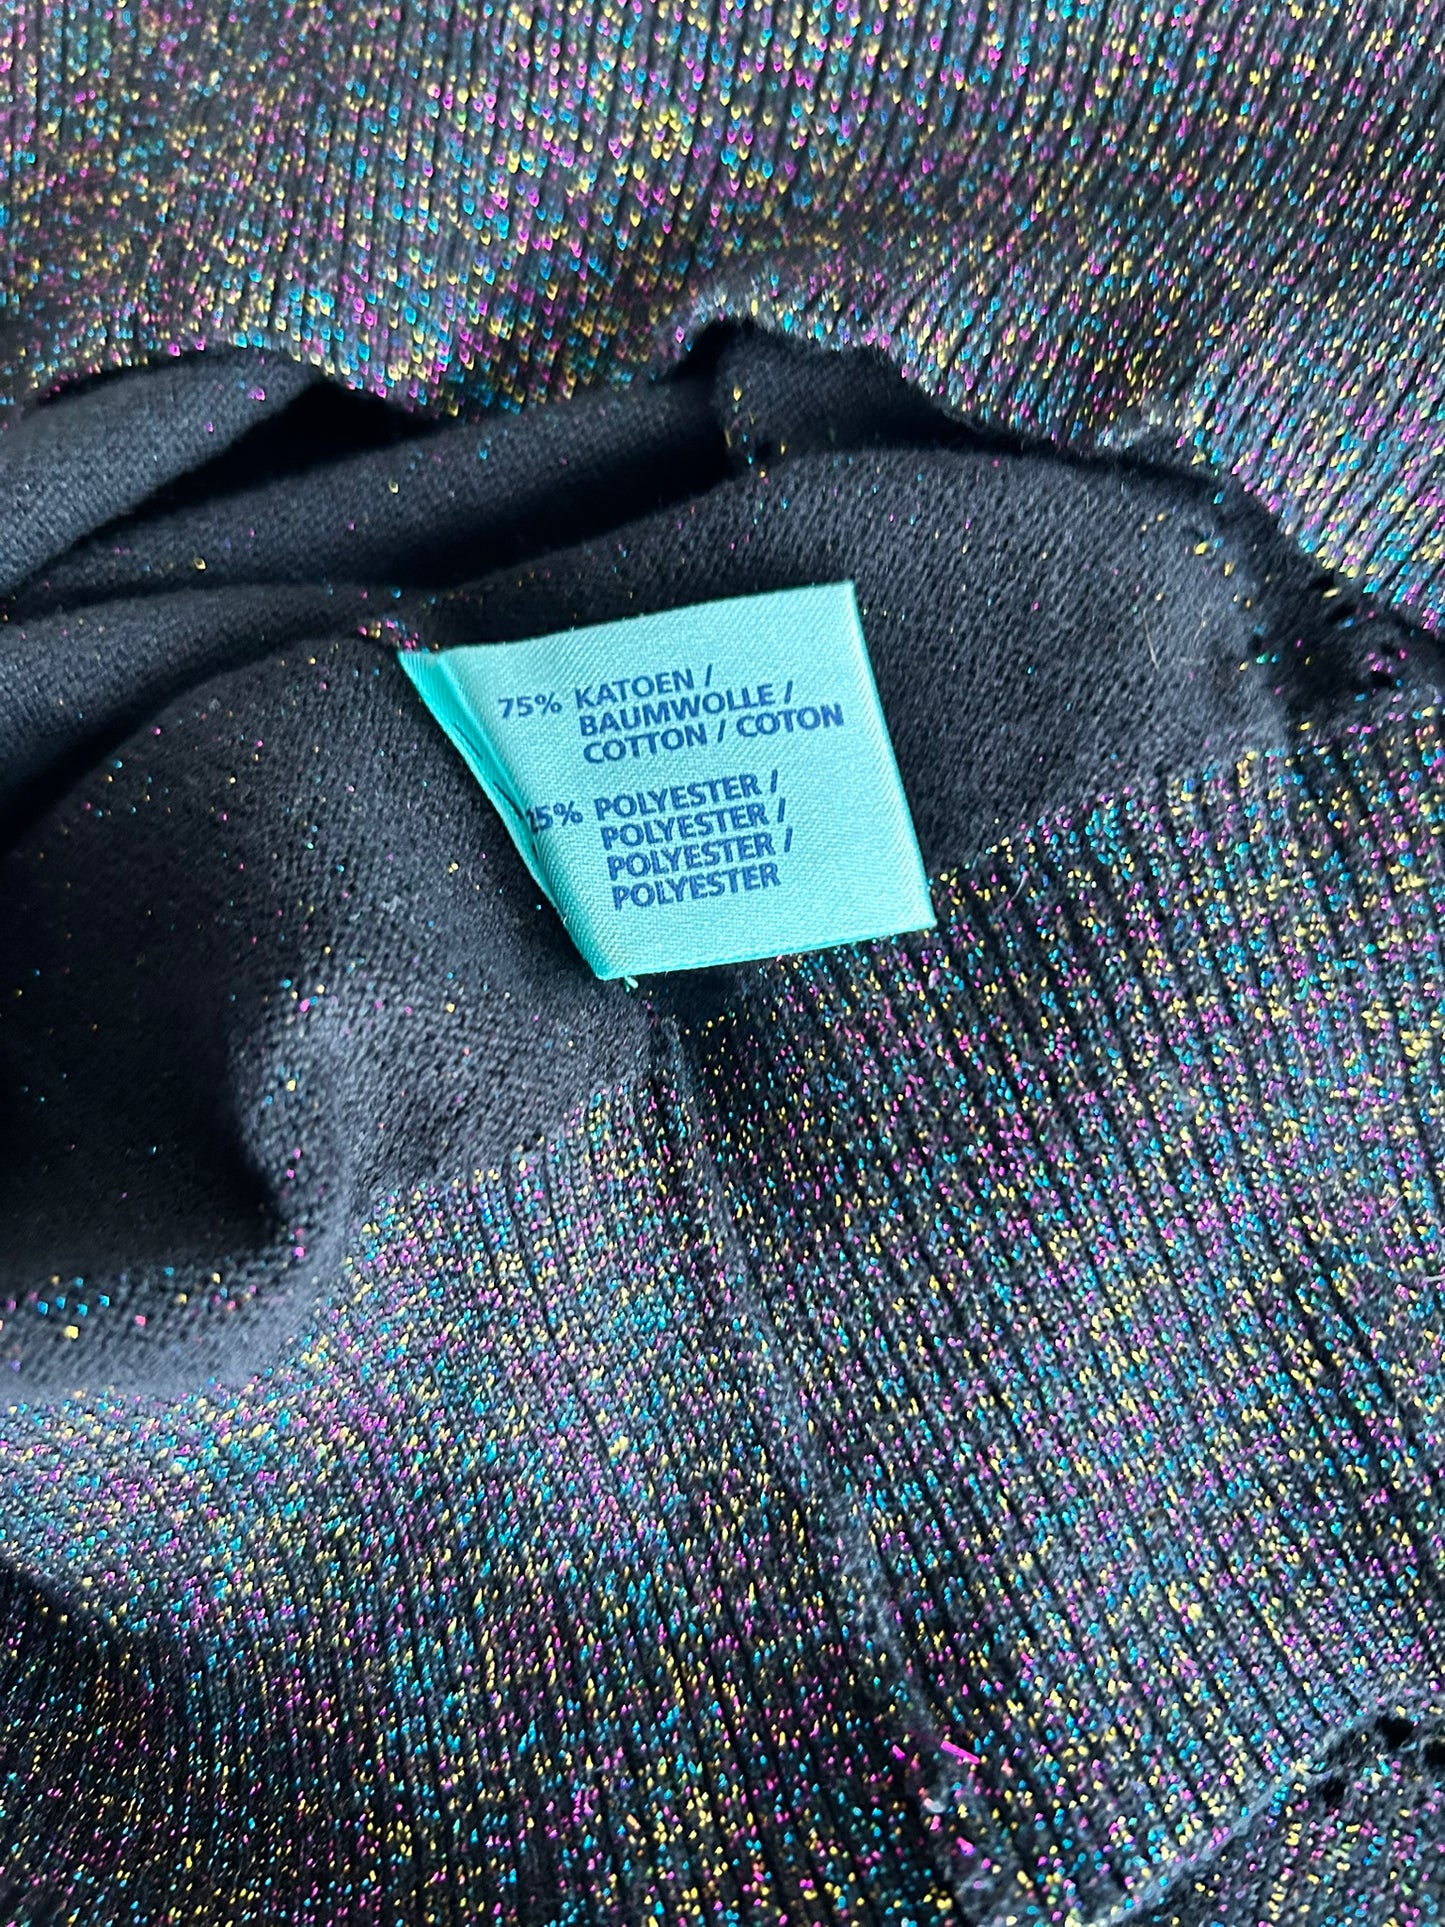 75% KATOEN /
BAUMWOLLE /
COTTON / COTON
25% POLYESTER /
POLYESTER /
POLYESTER /
POLYESTER